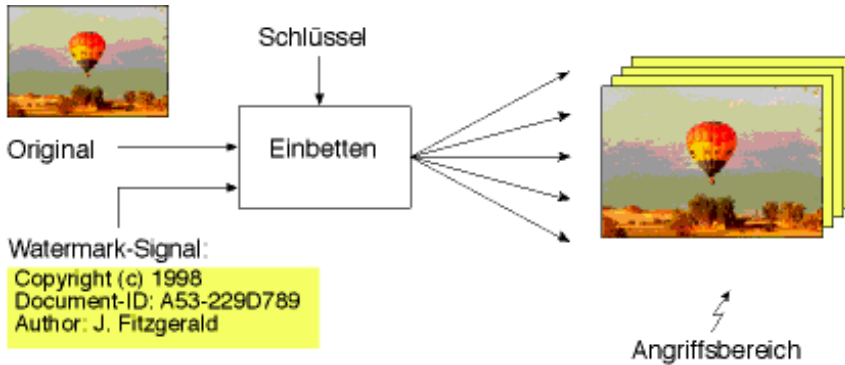 Schlüssel
Original
Einbetten
Watermark-Signal:
Copyright (c) 1998
Document-ID: A53-229D789
Author: J. Fitzgerald
Angriffsbereich